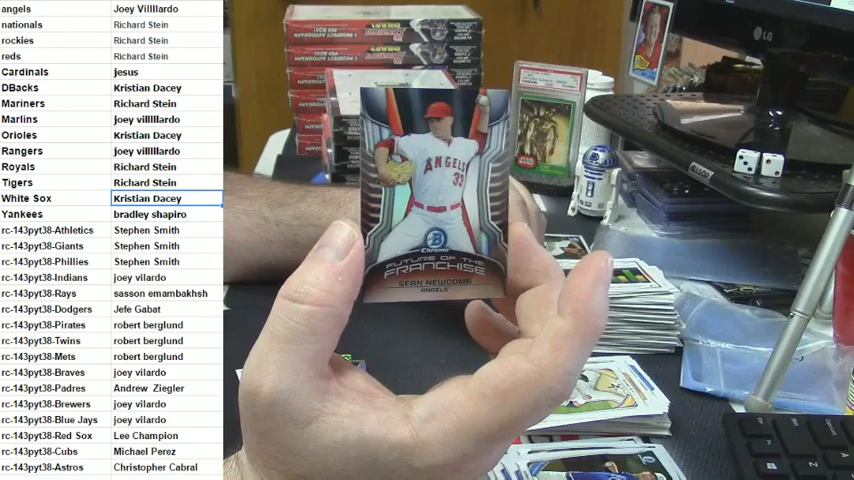 angels Joey Villlllardo
nationals Richard Stein
rockies Richard Stein
reds Richard Stein
Cardinals jesus
DBacks Kristian Dacey
Mariners Richard Stein
Marlins joey villlllardo
Orioles Kristian Dacey
Rangers joey villlllardo
Royals Richard Stein
Tigers Richard Stein
White Sox Kristian Dacey
Yankees bradley shapiro
rc-143pyt38-Athletics Stephen Smith
rc-143pyt38-Giants Stephen Smith
rc-143pyt38-Phillies Stephen Smith
rc-143pyt38-Indians joey vilardo
rc-143pyt38-Rays sasson emambakhsh
rc-143pyt38-Dodgers Jefe Gabat
rc-143pyt38-Pirates robert berglund
rc-143pyt38-Twins robert berglund
rc-143pyt38-Mets robert berglund
rc-143pyt38-Braves joey vilardo
rc-143pyt38-Padres Andrew Ziegler
rc-143pyt38-Brewers joey vilardo
rc-143pyt38-Blue Jays joey vilardo
rc-143pyt38-Red Sox Lee Champion
rc-143pyt38-Cubs Michael Perez
rc-143pyt38-Astros Christopher Cabral
ANGELS
33
Chrome
FUTURE OF THE
FRANCHISE
SEAN NEWCOMB
ANGELS
LG